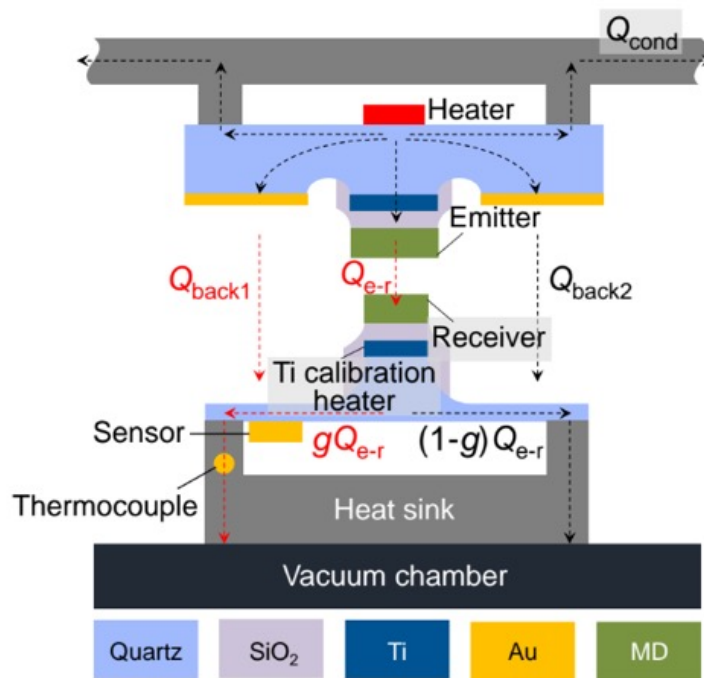 Q_cond
Heater
Emitter
Q_back1
Q_e-r
Q_back2
Receiver
Ti calibration
heater
Sensor
gQ_e-r
(1-g)Q_e-r
Thermocouple
Heat sink
Vacuum chamber
Quartz
SiO₂
Ti
Au
MD